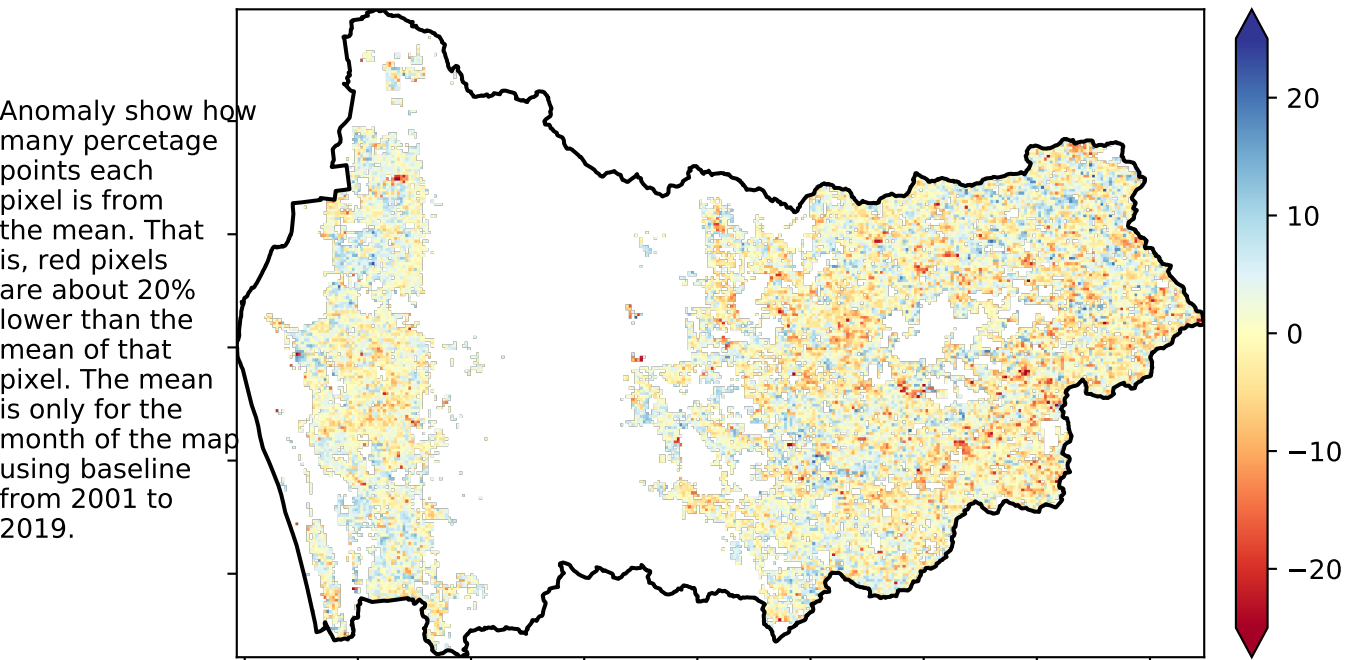 Anomaly show how
many percetage
points each
pixel is from
the mean. That
is, red pixels
are about 20%
lower than the
mean of that
pixel. The mean
is only for the
month of the map
using baseline
from 2001 to
2019.
20
10
0
−10
−20